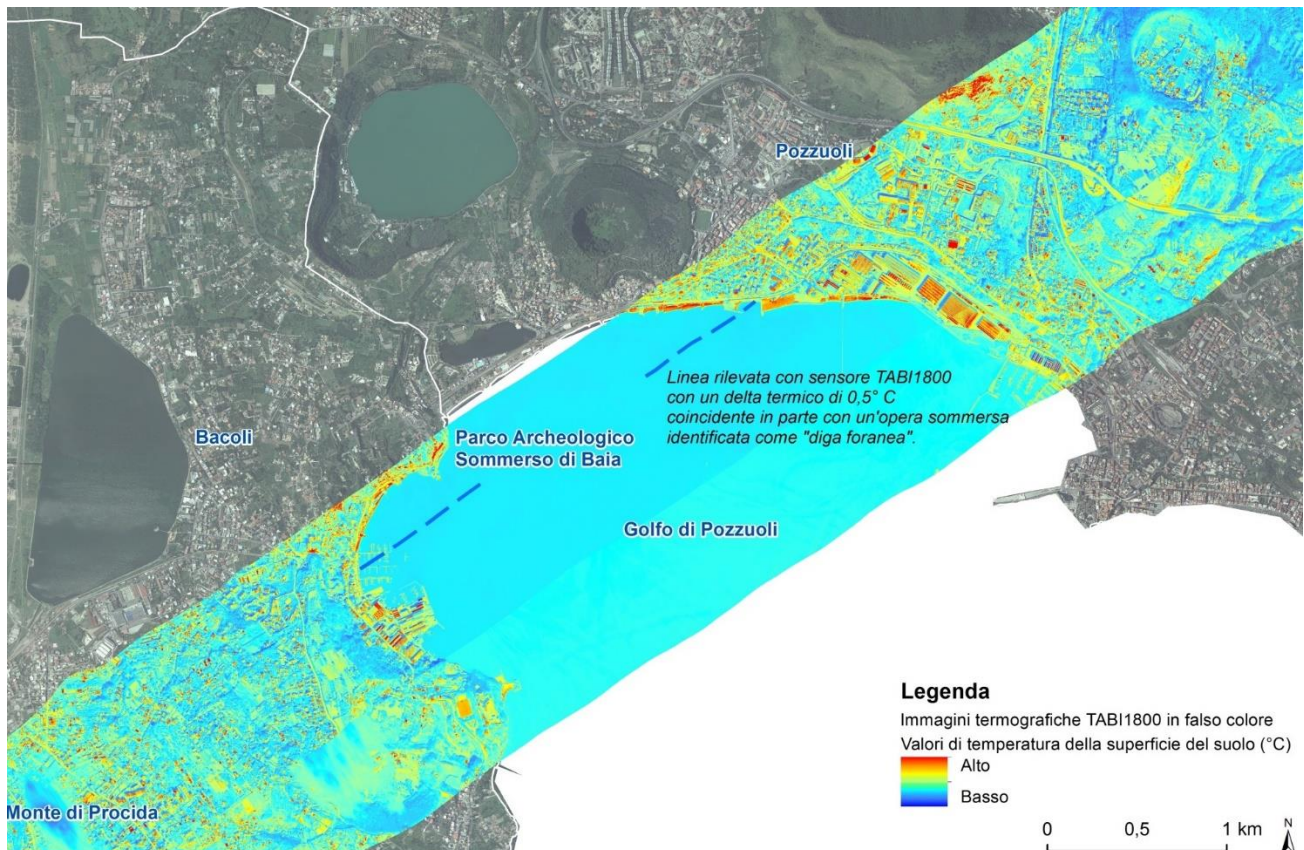 Pozzuoli
Linea rilevata con sensore TABI1800
con un delta termico di 0,5° C
coincidente in parte con un'opera sommersa
identificata come "diga foranea".
Bacoli
Parco Archeologico
Sommerso di Baia
Golfo di Pozzuoli
Monte di Procida
Legenda
Immagini termografiche TABI1800 in falso colore
Valori di temperatura della superficie del suolo (°C)
Alto
Basso
0 0,5 1 km
N